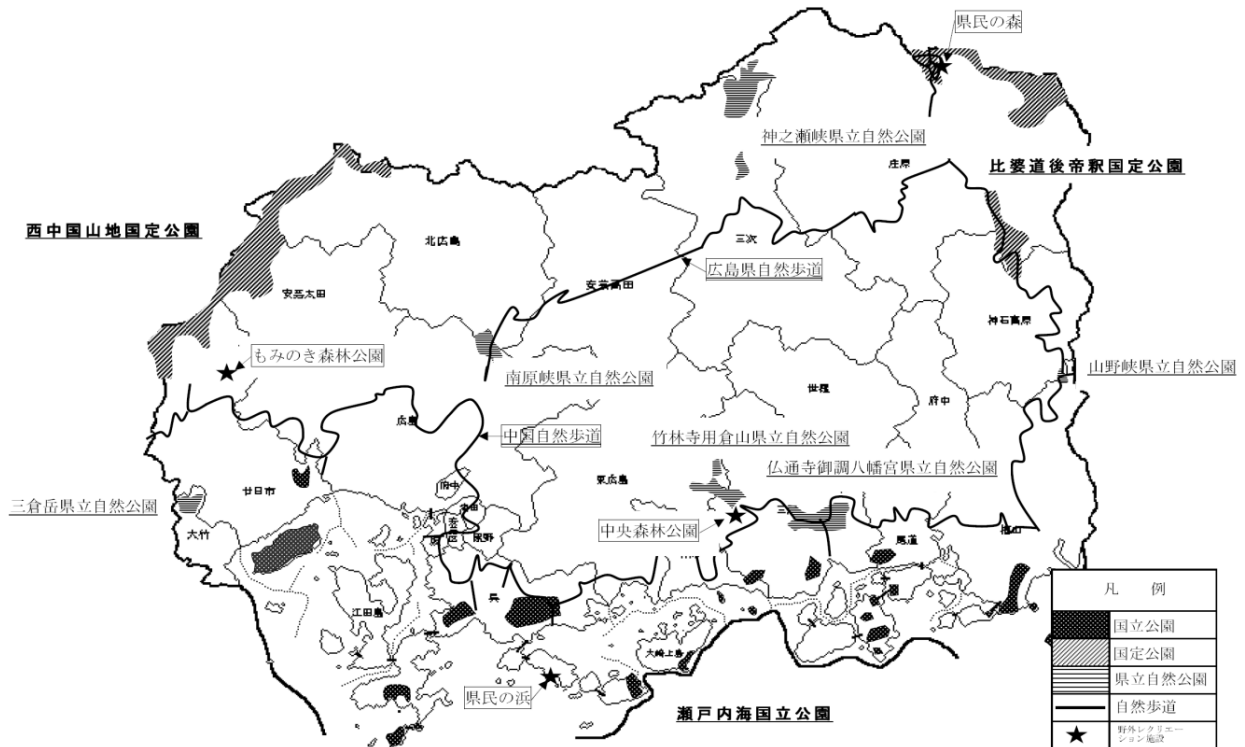 県民の森
神之瀬峡県立自然公園
庄原
比婆道後帝釈国定公園
西中国山地国定公園
北広島
三次
広島県自然歩道
安芸高田
安芸太田
神石高原
もみのき森林公園
南原峡県立自然公園
山野峡県立自然公園
世羅
府中
広島
中国自然歩道
竹林寺用倉山県立自然公園
仏通寺御調八幡宮県立自然公園
東広島
三倉岳県立自然公園
廿日市
府中
大竹
熊野
中央森林公園
尾道
福山
江田島
呉
大崎上島
県民の浜
瀬戸内海国立公園
凡 例
国立公園
国定公園
県立自然公園
自然歩道
野外レクリエー
ション施設